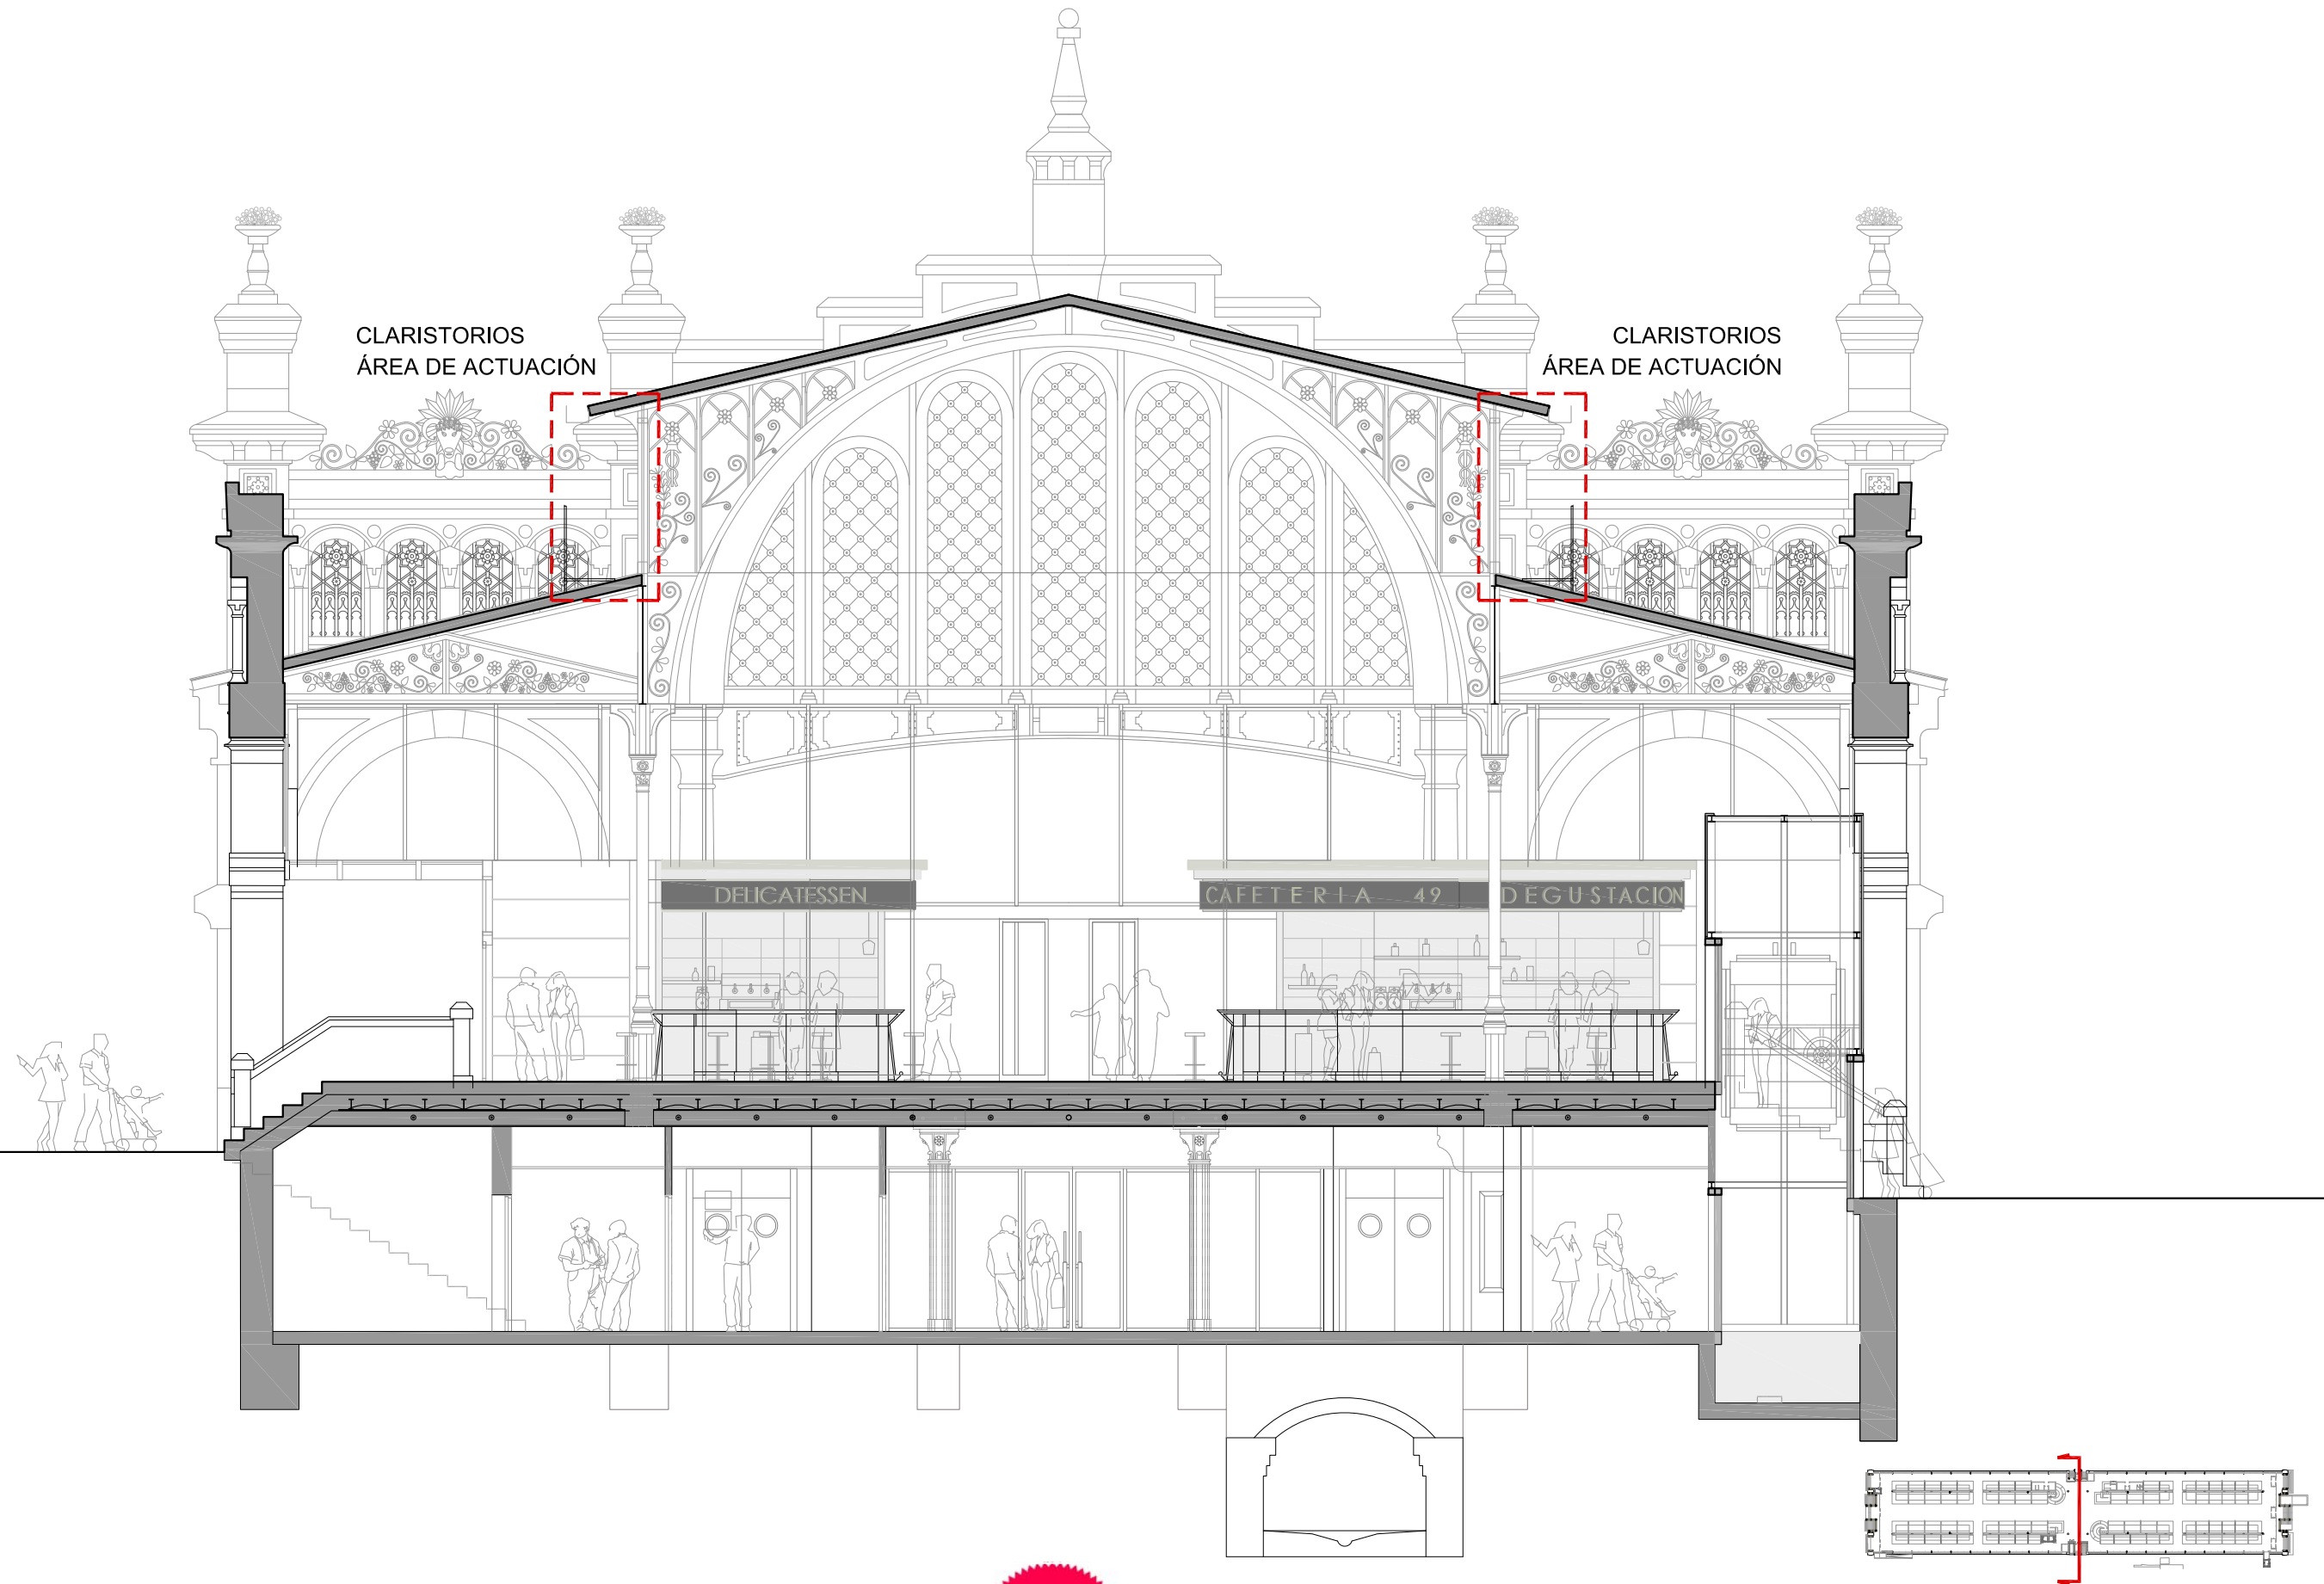 CLARISTORIOS
ÁREA DE ACTUACIÓN
CLARISTORIOS
ÁREA DE ACTUACIÓN
DELICATESSEN
CAFETERIA 49 DEGUSTACION